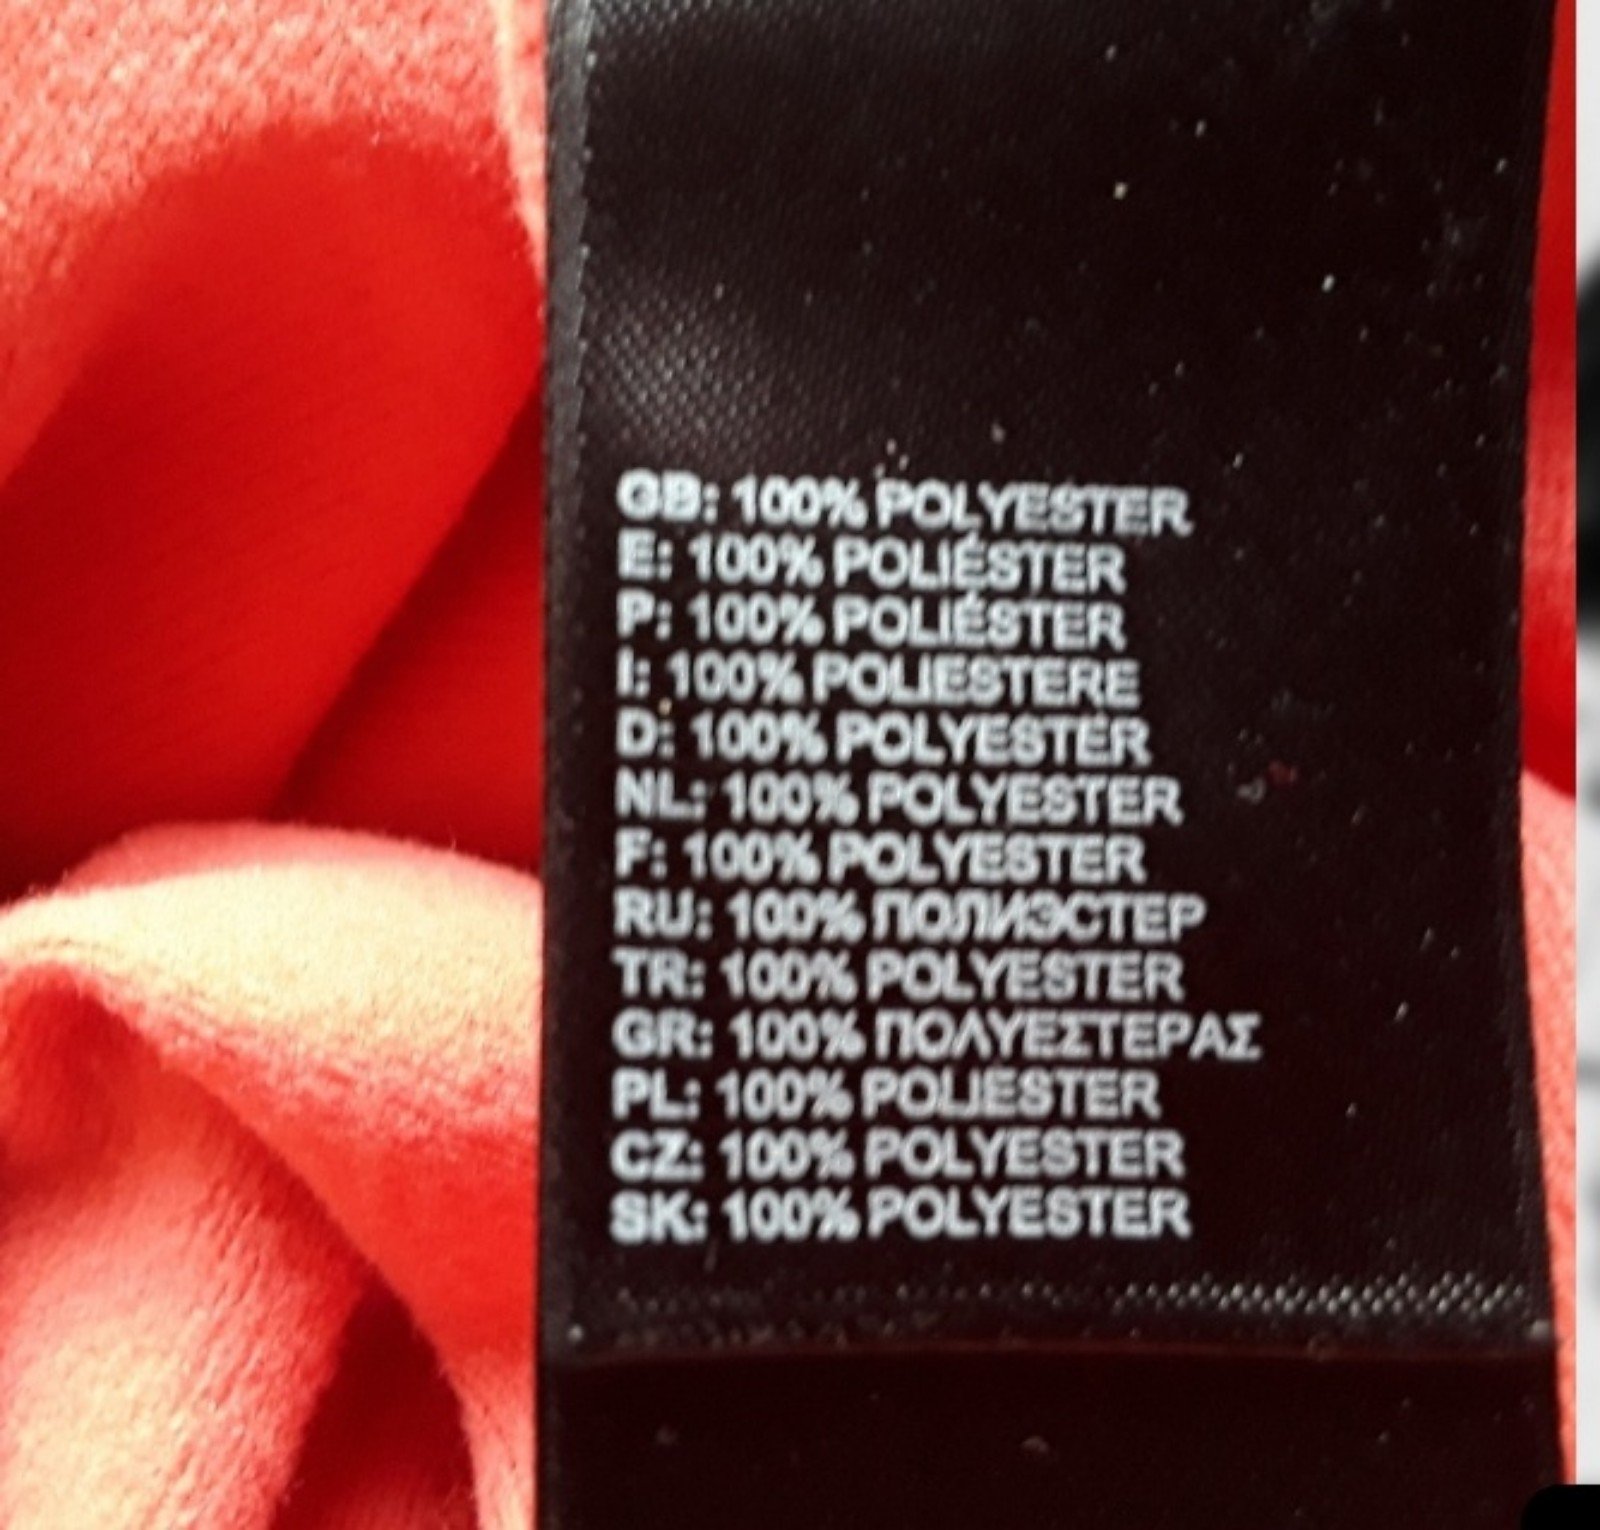 GB: 100% POLYESTER
E: 100% POLIÉSTER
P: 100% POLIÉSTER
I: 100% POLIESTERE
D: 100% POLYESTER
NL: 100% POLYESTER
F: 100% POLYESTER
RU: 100% ПОЛИЭСТЕР
TR: 100% POLYESTER
GR: 100% ΠΟΛΥΕΣΤΕΡΑΣ
PL: 100% POLIESTER
CZ: 100% POLYESTER
SK: 100% POLYESTER